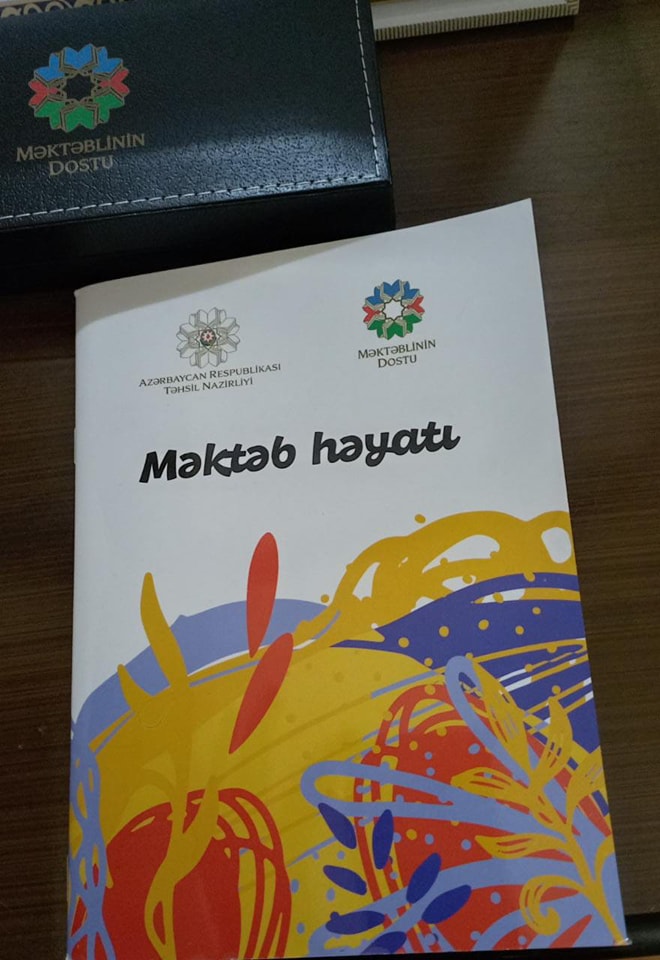 MƏKTƏBLİNİN
DOSTU
AZƏRBAYCAN RESPUBLİKASI
TƏHSİL NAZİRLİYİ
MƏKTƏBLİNİN
DOSTU
Məktəb həyatı